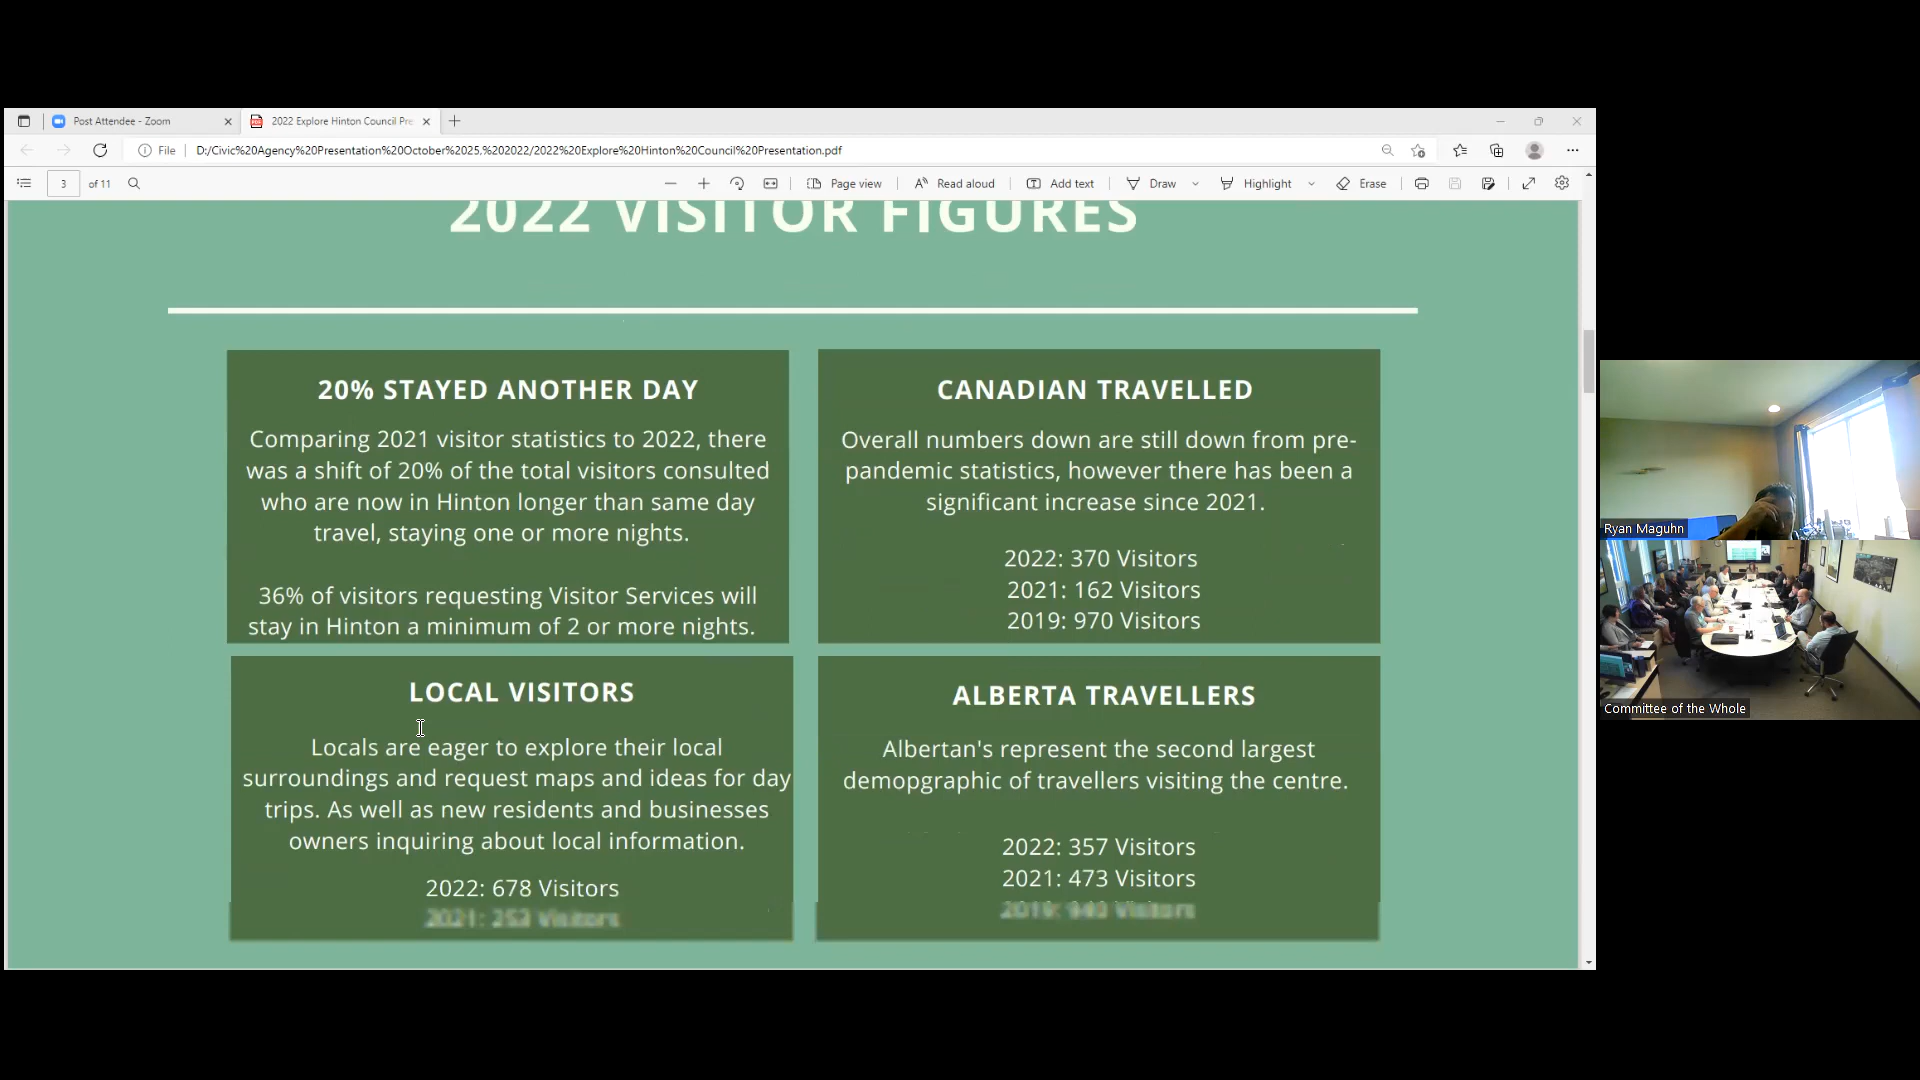 Post Attendee - Zoom
2022 Explore Hinton Council Pre
File
D:/Civic%20Agency%20Presentation%20October%2025,%202022/2022%20Explore%20Hinton%20Council%20Presentation.pdf
3 of 11
Page view
Read aloud
Add text
Draw
Highlight
Erase
2022 VISITOR FIGURES
20% STAYED ANOTHER DAY
Comparing 2021 visitor statistics to 2022, there
was a shift of 20% of the total visitors consulted
who are now in Hinton longer than same day
travel, staying one or more nights.
36% of visitors requesting Visitor Services will
stay in Hinton a minimum of 2 or more nights.
CANADIAN TRAVELLED
Overall numbers down are still down from pre-
pandemic statistics, however there has been a
significant increase since 2021.
2022: 370 Visitors
2021: 162 Visitors
2019: 970 Visitors
LOCAL VISITORS
Locals are eager to explore their local
surroundings and request maps and ideas for day
trips. As well as new residents and businesses
owners inquiring about local information.
2022: 678 Visitors
2021: Visitors
ALBERTA TRAVELLERS
Albertan's represent the second largest
demopgraphic of travellers visiting the centre.
2022: 357 Visitors
2021: 473 Visitors
2019: Visitors
Ryan Maguhn
Committee of the Whole